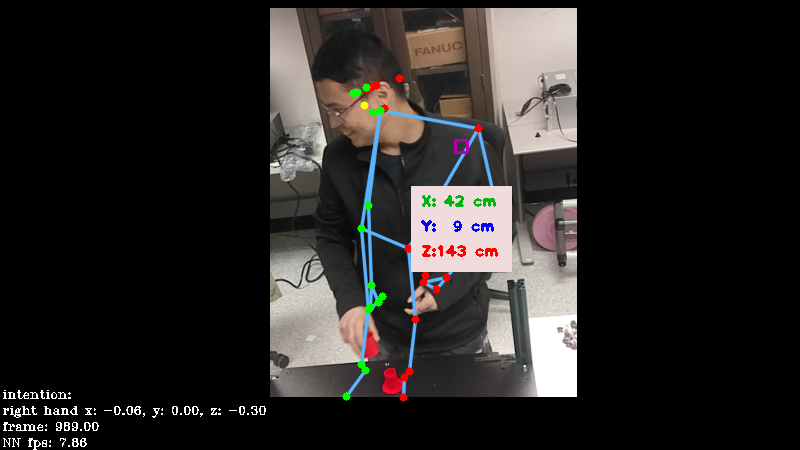 FANUC
X: 42 cm
Y: 9 cm
Z:143 cm
intention:
right hand x: −0.06, y: 0.00, z: −0.30
frame: 989.00
NN fps: 7.86